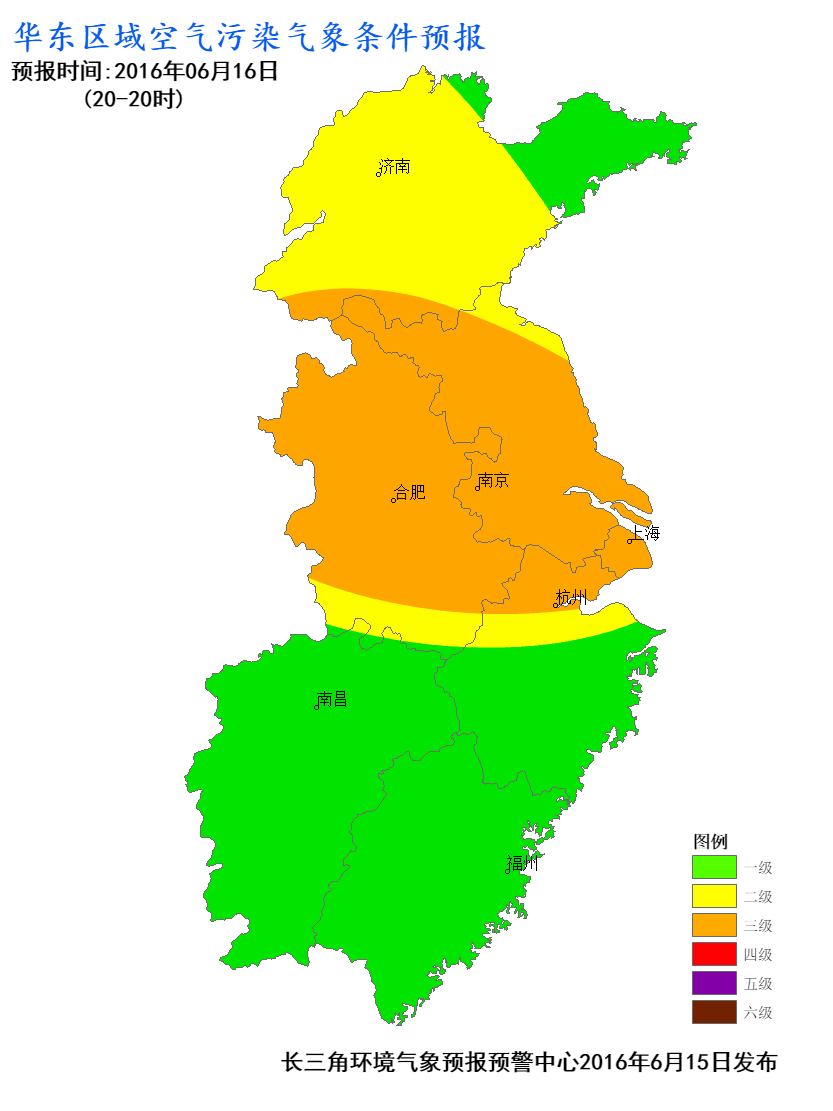 华东区域空气污染气象条件预报
预报时间:2016年06月16日
(20-20时)
济南
南京
合肥
上海
杭州
南昌
福州
图例
一级
二级
三级
四级
五级
六级
长三角环境气象预报预警中心2016年6月15日发布